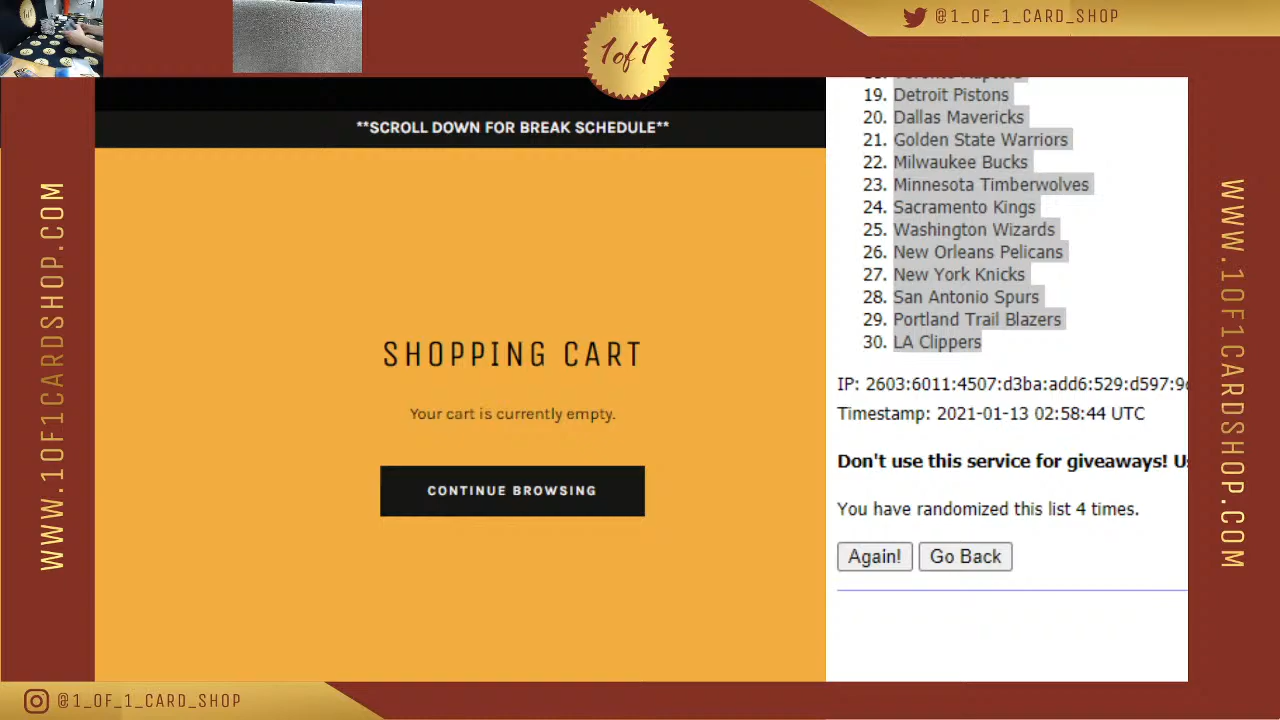 1of1
@1_OF_1_CARD_SHOP
**SCROLL DOWN FOR BREAK SCHEDULE**
WWW.1OF1CARDSHOP.COM
SHOPPING CART
Your cart is currently empty.
CONTINUE BROWSING
19. Detroit Pistons
20. Dallas Mavericks
21. Golden State Warriors
22. Milwaukee Bucks
23. Minnesota Timberwolves
24. Sacramento Kings
25. Washington Wizards
26. New Orleans Pelicans
27. New York Knicks
28. San Antonio Spurs
29. Portland Trail Blazers
30. LA Clippers
IP: 2603:6011:4507:d3ba:add6:529:d597:9
Timestamp: 2021-01-13 02:58:44 UTC
Don't use this service for giveaways!
You have randomized this list 4 times.
Again! Go Back
WWW.1OF1CARDSHOP.COM
@1_OF_1_CARD_SHOP